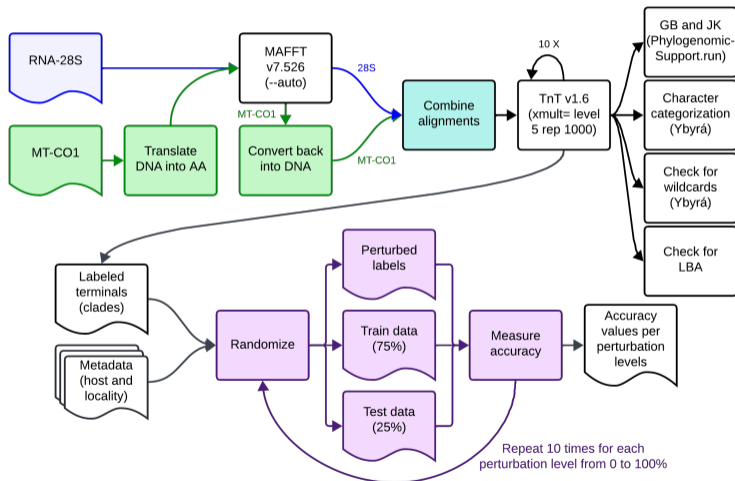 RNA-28S
MAFFT
v7.526
(--auto)
28S
10 X
GB and JK
(Phylogenomic-
Support.run)
MT-CO1
MT-CO1
Translate
DNA into AA
Convert back
into DNA
MT-CO1
Combine
alignments
TnT v1.6
(xmult= level
5 rep 1000)
Character
categorization
(Ybyrá)
Check for
wildcards
(Ybyrá)
Check for
LBA
Labeled
terminals
(clades)
Metadata
(host and
locality)
Randomize
Perturbed
labels
Train data
(75%)
Test data
(25%)
Measure
accuracy
Accuracy
values per
perturbation
levels
Repeat 10 times for each
perturbation level from 0 to 100%